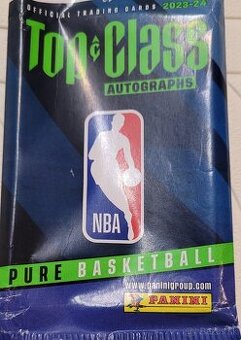 OFFICIAL TRADING CARDS 2023-24
Top & Class
AUTOGRAPHS
NBA
PURE BASKETBALL
www.paninigroup.com
PANINI